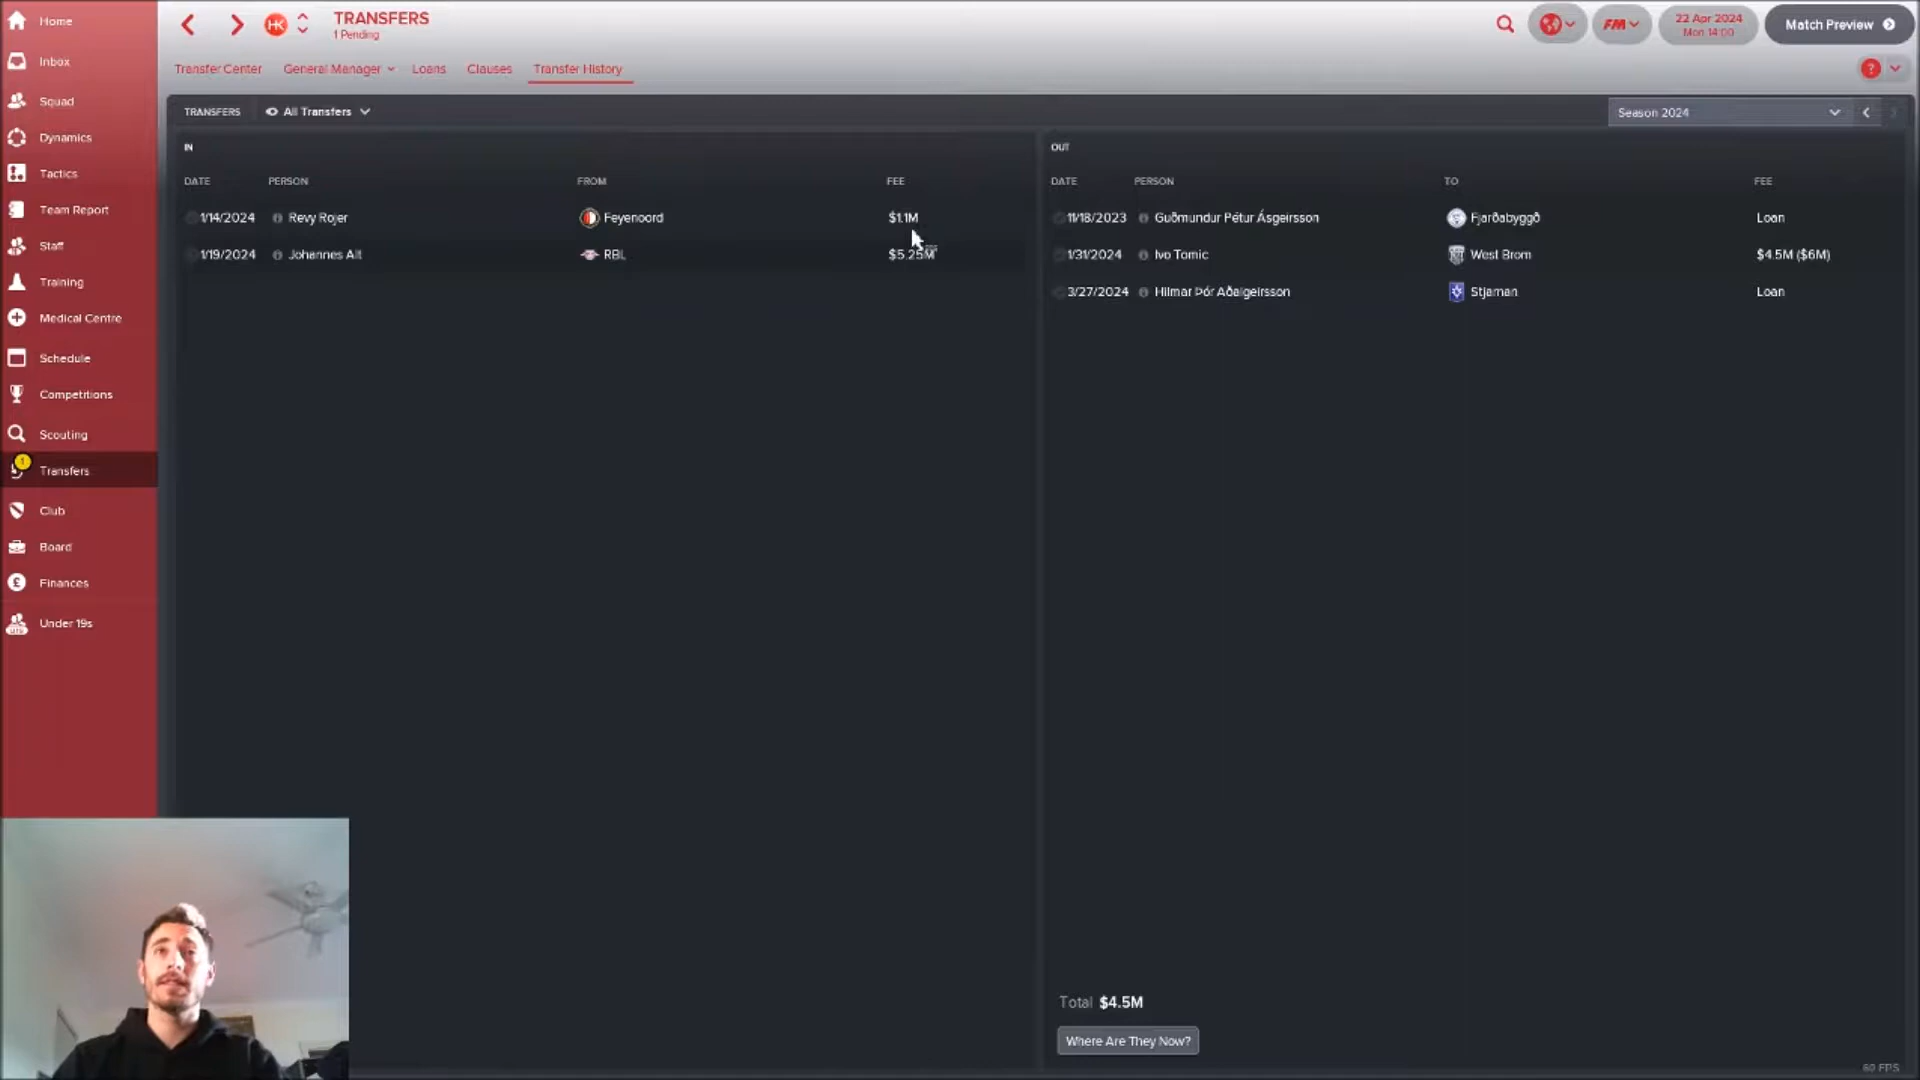 Home
Inbox
Squad
Dynamics
Tactics
Team Report
Staff
Training
Medical Centre
Schedule
Competitions
Scouting
1
Transfers
Club
Board
Finances
Under 19s
HK
TRANSFERS
1 Pending
FM
22 Apr 2024
Mon 14:00
Match Preview
Transfer Center
General Manager
Loans
Clauses
Transfer History
?
TRANSFERS
All Transfers
Season 2024
IN
DATE PERSON FROM FEE
1/14/2024 Revy Rojer Feyenoord $1.1M
1/19/2024 Johannes Alt RBL $5.25M
OUT
DATE PERSON TO FEE
11/18/2023 Guðmundur Pétur Ásgeirsson Fjarðabyggð Loan
1/31/2024 Ivo Tomic West Brom $4.5M ($6M)
3/27/2024 Hilmar Þór Aðalgeirsson Stjarnan Loan
Total $4.5M
Where Are They Now?
60 FPS